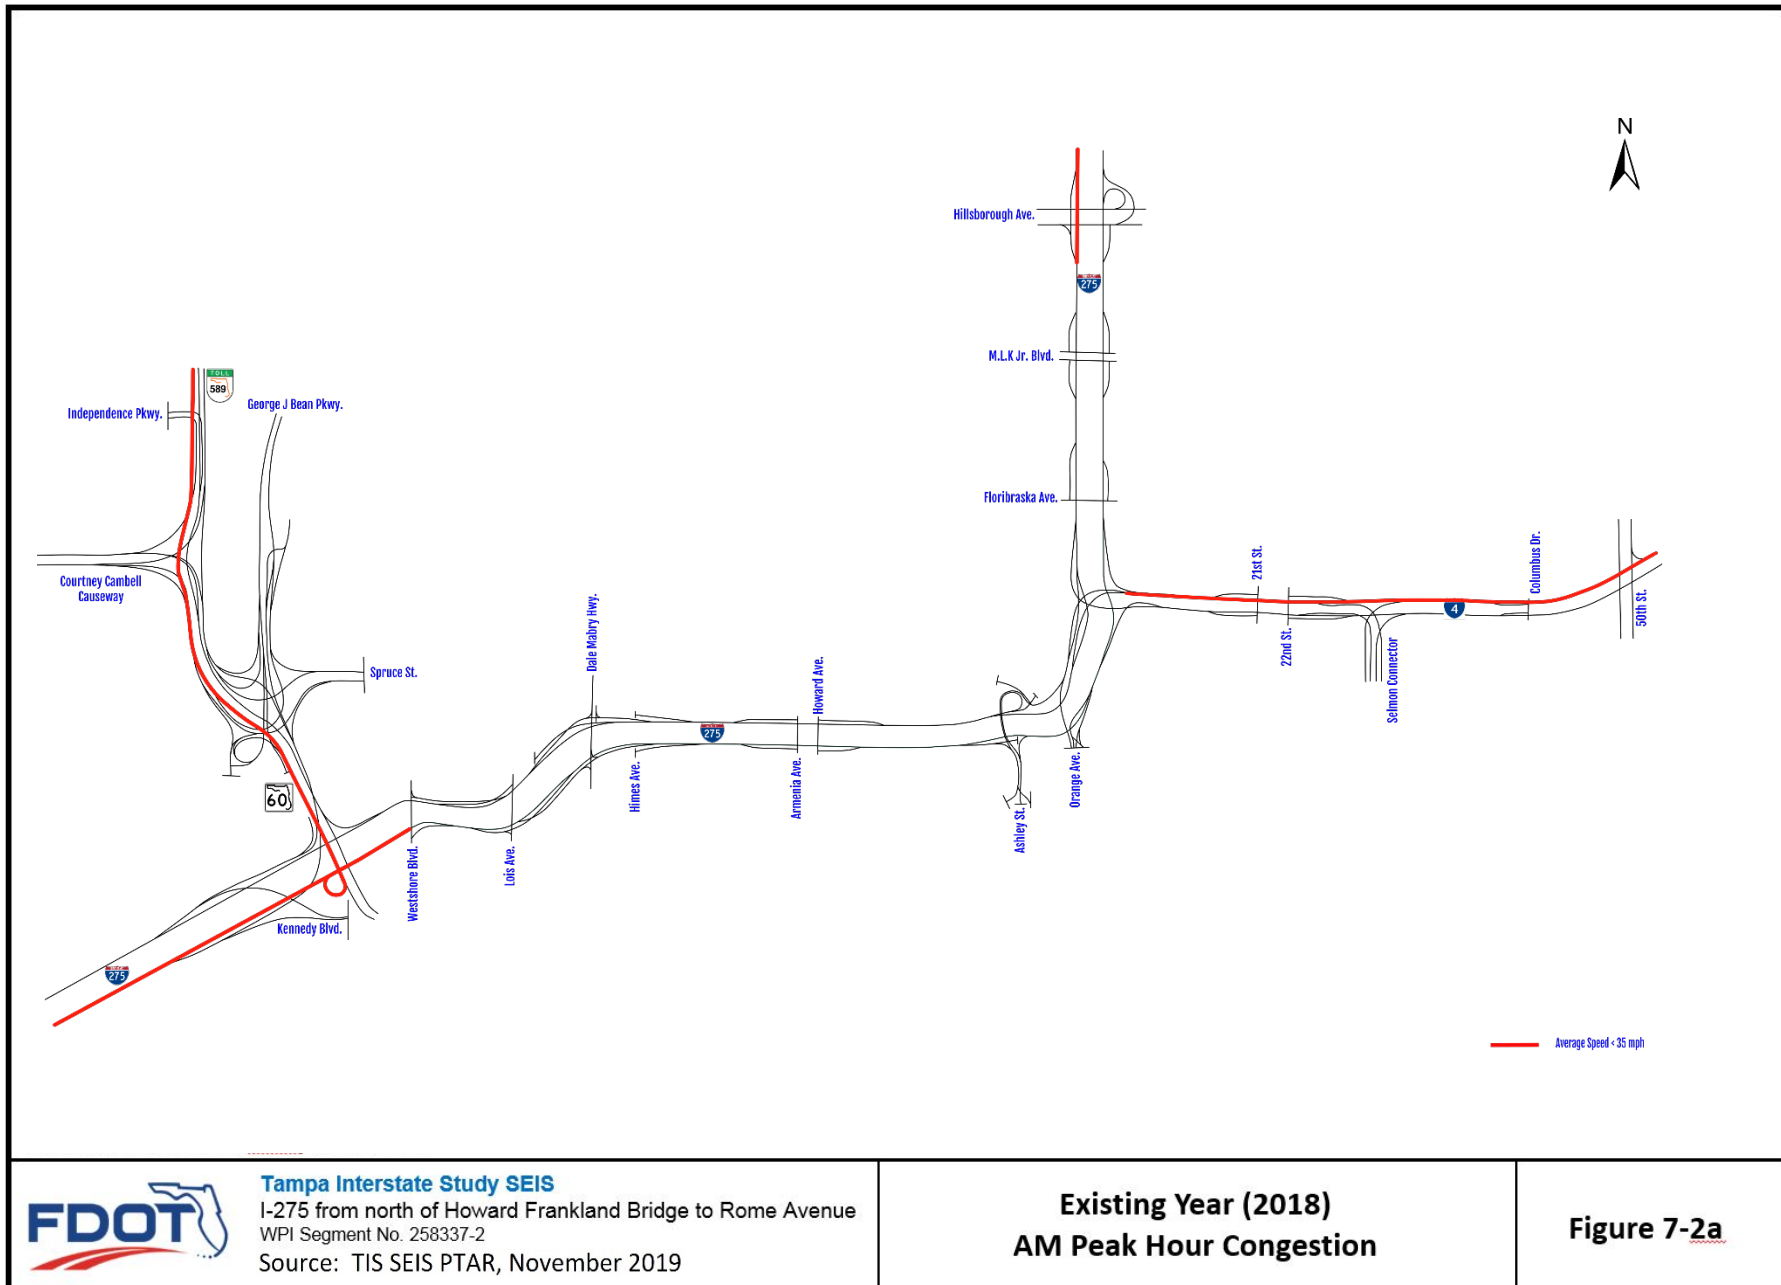 N
Hillsborough Ave.
275
M.L.K Jr. Blvd.
TOLL
589
Independence Pkwy.
George J Bean Pkwy.
Floribraska Ave.
Courtney Cambell
Causeway
21st St.
Columbus Dr.
4
50th St.
22nd St.
Selmon Connector
Dale Mabry Hwy.
Spruce St.
Howard Ave.
275
Himes Ave.
Armenia Ave.
Orange Ave.
Ashley St.
60
Westshore Blvd.
Lois Ave.
Kennedy Blvd.
275
Average Speed < 35 mph
FDOT
Tampa Interstate Study SEIS
I-275 from north of Howard Frankland Bridge to Rome Avenue
WPI Segment No. 258337-2
Source: TIS SEIS PTAR, November 2019
Existing Year (2018)
AM Peak Hour Congestion
Figure 7-2a